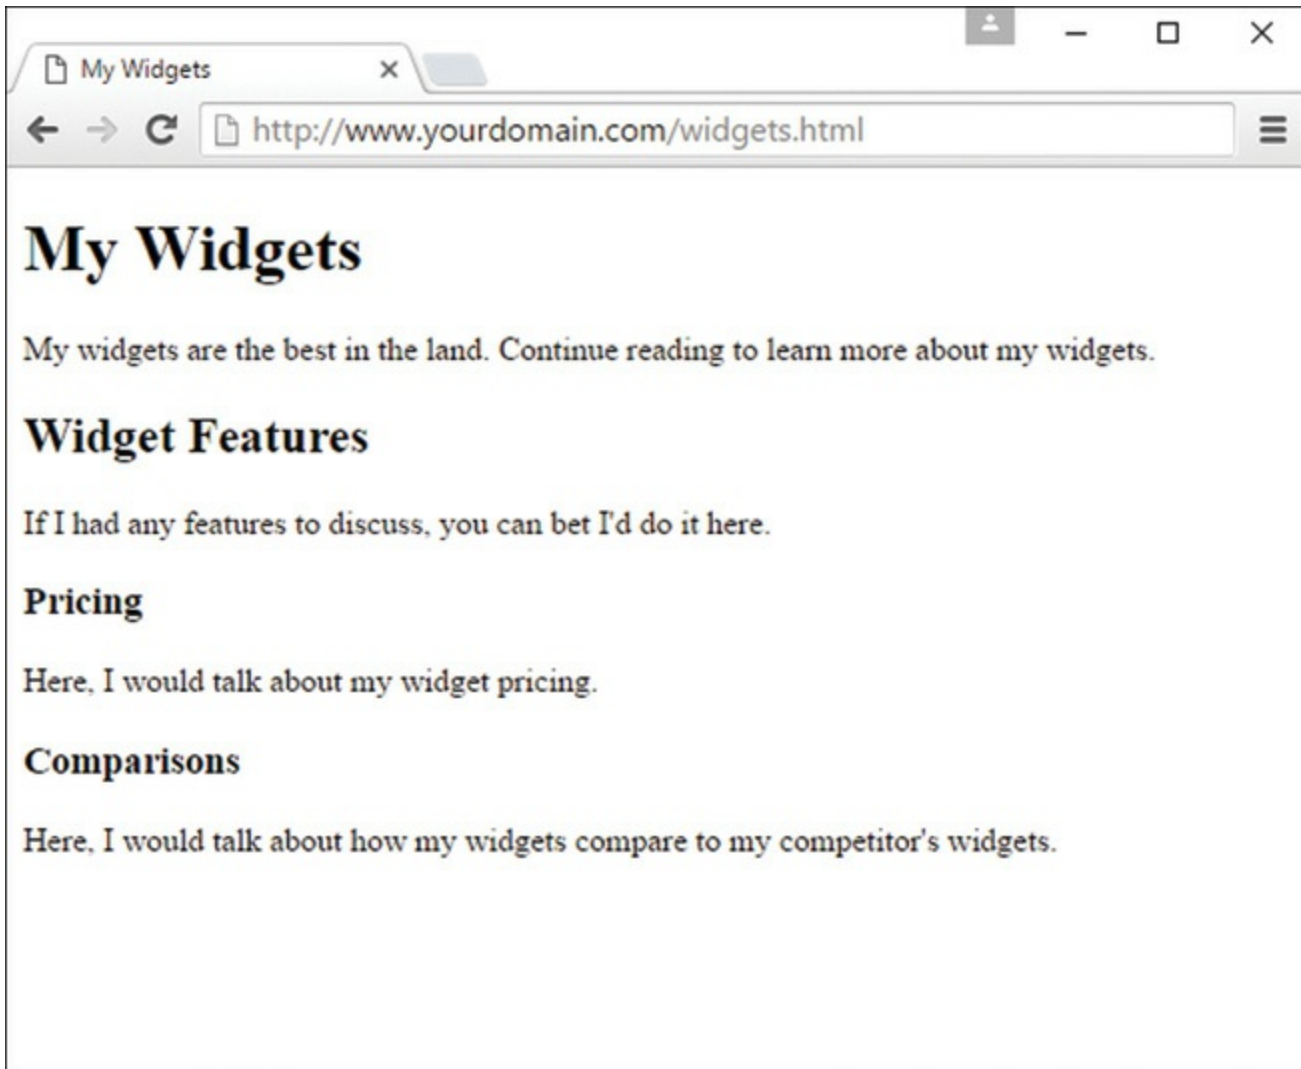 My Widgets
http://www.yourdomain.com/widgets.html
My Widgets
My widgets are the best in the land. Continue reading to learn more about my widgets.
Widget Features
If I had any features to discuss, you can bet I'd do it here.
Pricing
Here, I would talk about my widget pricing.
Comparisons
Here, I would talk about how my widgets compare to my competitor's widgets.